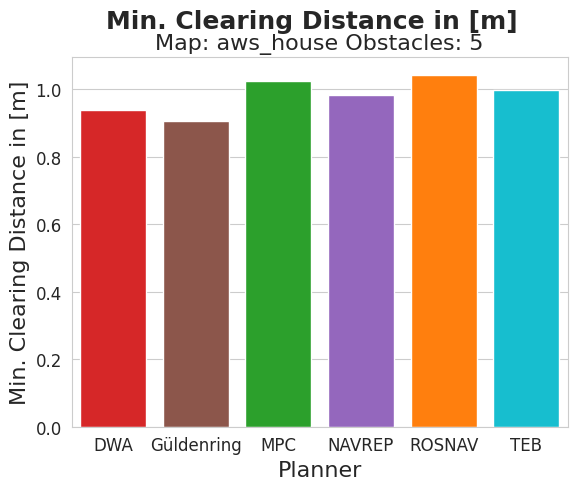 Min. Clearing Distance in [m]
Map: aws_house Obstacles: 5
Min. Clearing Distance in [m]
1.0
0.8
0.6
0.4
0.2
0.0
DWA Güldenring MPC NAVREP ROSNAV TEB
Planner